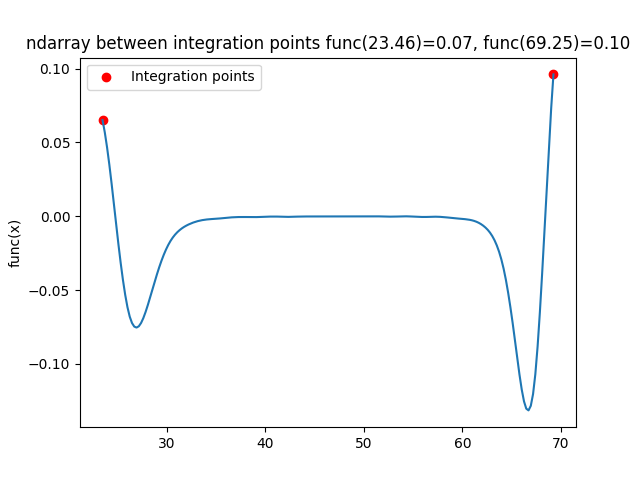 ndarray between integration points func(23.46)=0.07, func(69.25)=0.10
Integration points
func(x)
0.10
0.05
0.00
−0.05
−0.10
30 40 50 60 70